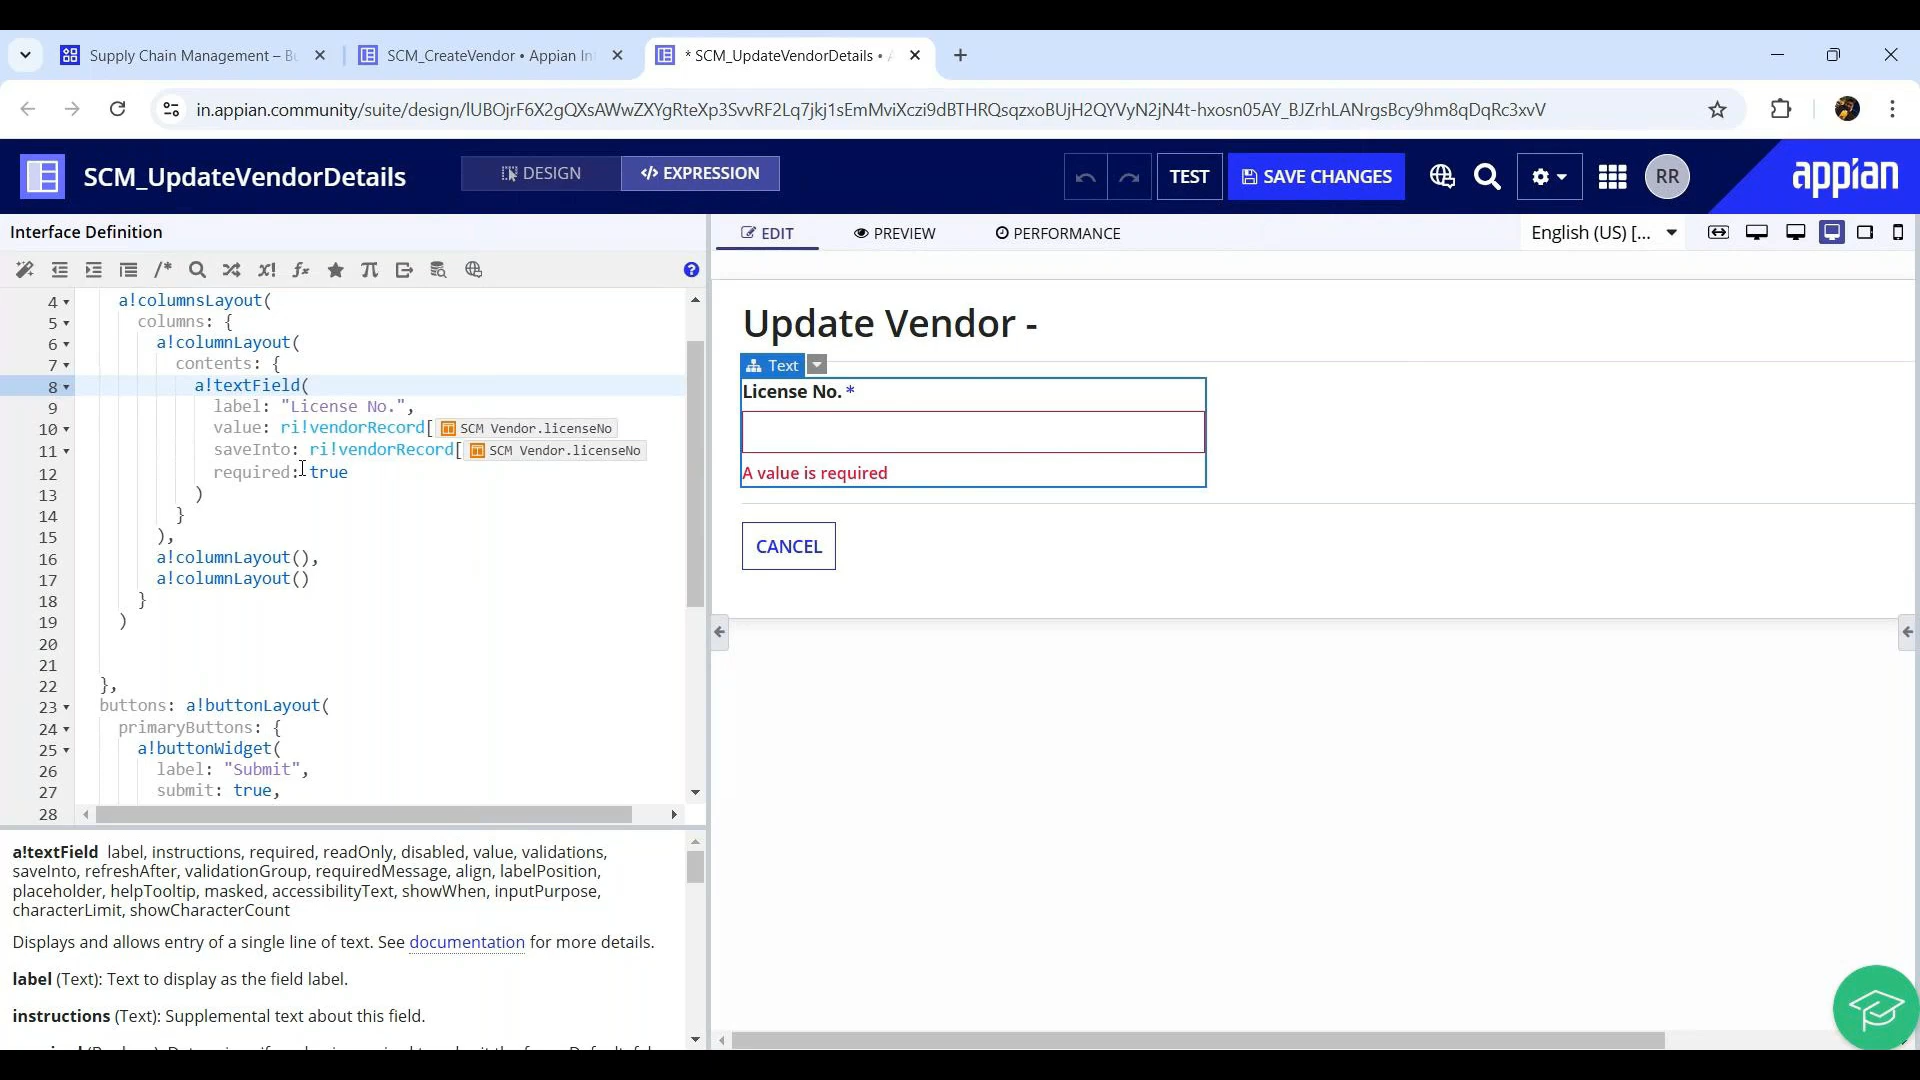 Supply Chain Management – Bu
SCM_CreateVendor • Appian In
* SCM_UpdateVendorDetails •
in.appian.community/suite/design/lUBOjrF6X2gQXsAWwZXYgRteXp3SvvRF2Lq7jkj1sEmMviXczi9dBTHRQsqzxoBUjH2QYVyN2jN4t-hxosn05AY_BJZrhLANrgsBcy9hm8qDqRc3xvV
SCM_UpdateVendorDetails
DESIGN
</> EXPRESSION
TEST
SAVE CHANGES
RR
appian
Interface Definition
EDIT
PREVIEW
PERFORMANCE
English (US) [...
4 a!columnsLayout(
5 columns: {
6 a!columnLayout(
7 contents: {
8 a!textField(
9 label: "License No.",
10 value: ri!vendorRecord[ SCM Vendor.licenseNo
11 saveInto: ri!vendorRecord[ SCM Vendor.licenseNo
12 required: true
13 )
14 }
15 ),
16 a!columnLayout(),
17 a!columnLayout()
18 }
19 )
20
21
22 },
23 buttons: a!buttonLayout(
24 primaryButtons: {
25 a!buttonWidget(
26 label: "Submit",
27 submit: true,
28
a!textField label, instructions, required, readOnly, disabled, value, validations,
saveInto, refreshAfter, validationGroup, requiredMessage, align, labelPosition,
placeholder, helpTooltip, masked, accessibilityText, showWhen, inputPurpose,
characterLimit, showCharacterCount
Displays and allows entry of a single line of text. See documentation for more details.
label (Text): Text to display as the field label.
instructions (Text): Supplemental text about this field.
Update Vendor -
Text
License No. *
A value is required
CANCEL